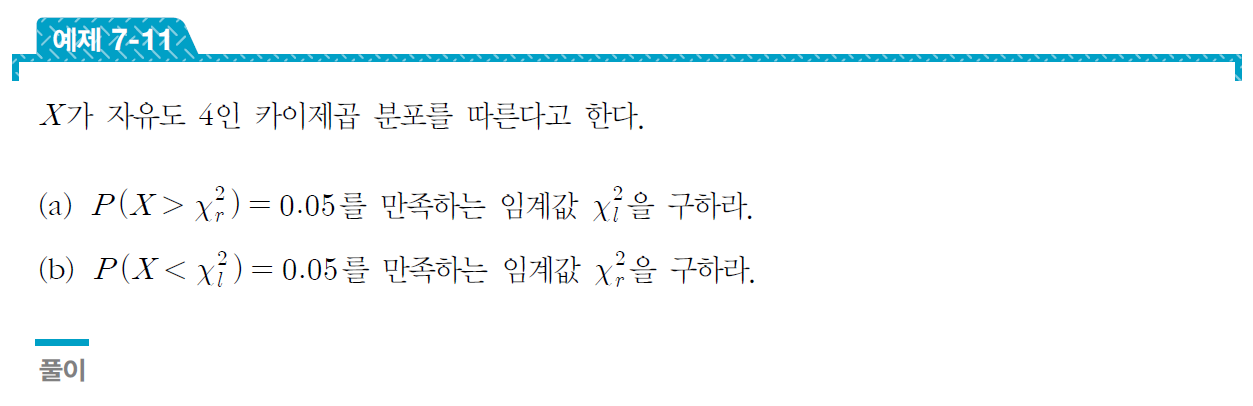 예제 7-11
X가 자유도 4인 카이제곱 분포를 따른다고 한다.
(a) P(X > χ_r^2) = 0.05를 만족하는 임계값 χ_l^2을 구하라.
(b) P(X < χ_l^2) = 0.05를 만족하는 임계값 χ_r^2을 구하라.
풀이